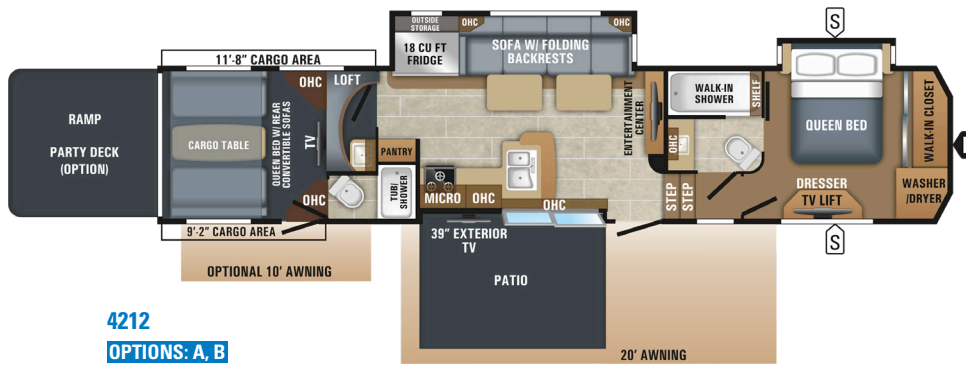 OUTSIDE
STORAGE
OHC
OHC
18 CU FT
FRIDGE
SOFA W/ FOLDING
BACKRESTS
S
11'-8" CARGO AREA
OHC
LOFT
RAMP
PARTY DECK
(OPTION)
CARGO TABLE
QUEEN BED W/ REAR
CONVERTIBLE SOFAS
TV
OHC
PANTRY
TUB/
SHOWER
MICRO
OHC
OHC
ENTERTAINMENT
CENTER
WALK-IN
SHOWER
SHELF
OHC
STEP
STEP
QUEEN BED
WALK-IN CLOSET
DRESSER
TV LIFT
WASHER
/DRYER
S
9'-2" CARGO AREA
OPTIONAL 10' AWNING
39" EXTERIOR
TV
PATIO
20' AWNING
4212
OPTIONS: A, B